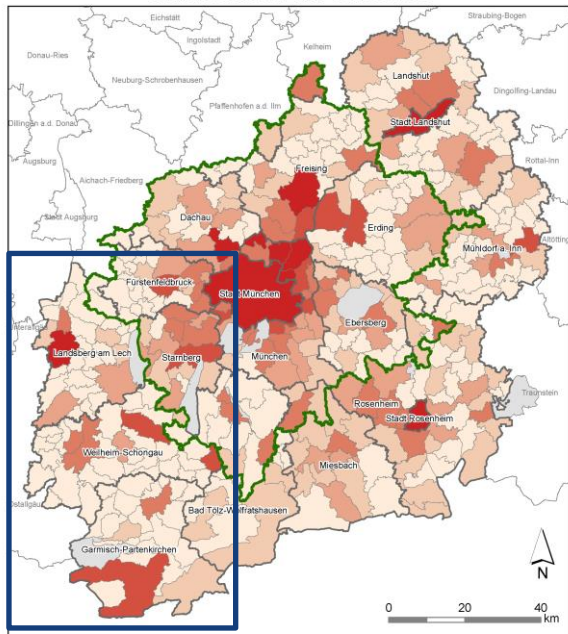 Eichstätt
Straubing-Bogen
Ingolstadt
Kelheim
Donau-Ries
Neuburg-Schrobenhausen
Landshut
Dingolfing-Landau
Pfaffenhofen a.d. Ilm
Dillingen a.d. Donau
Stadt Landshut
Augsburg
Rottal-Inn
Freising
Aichach-Friedberg
Dachau
Stadt Augsburg
Erding
Altötting
Mühldorf a. Inn
Fürstenfeldbruck
Stadt München
Ebersberg
Landsberg am Lech
Starnberg
München
Traunstein
Rosenheim
Stadt Rosenheim
Weilheim-Schongau
Miesbach
Ostallgäu
Bad Tölz-Wolfratshausen
Garmisch-Partenkirchen
N
0 20 40
km